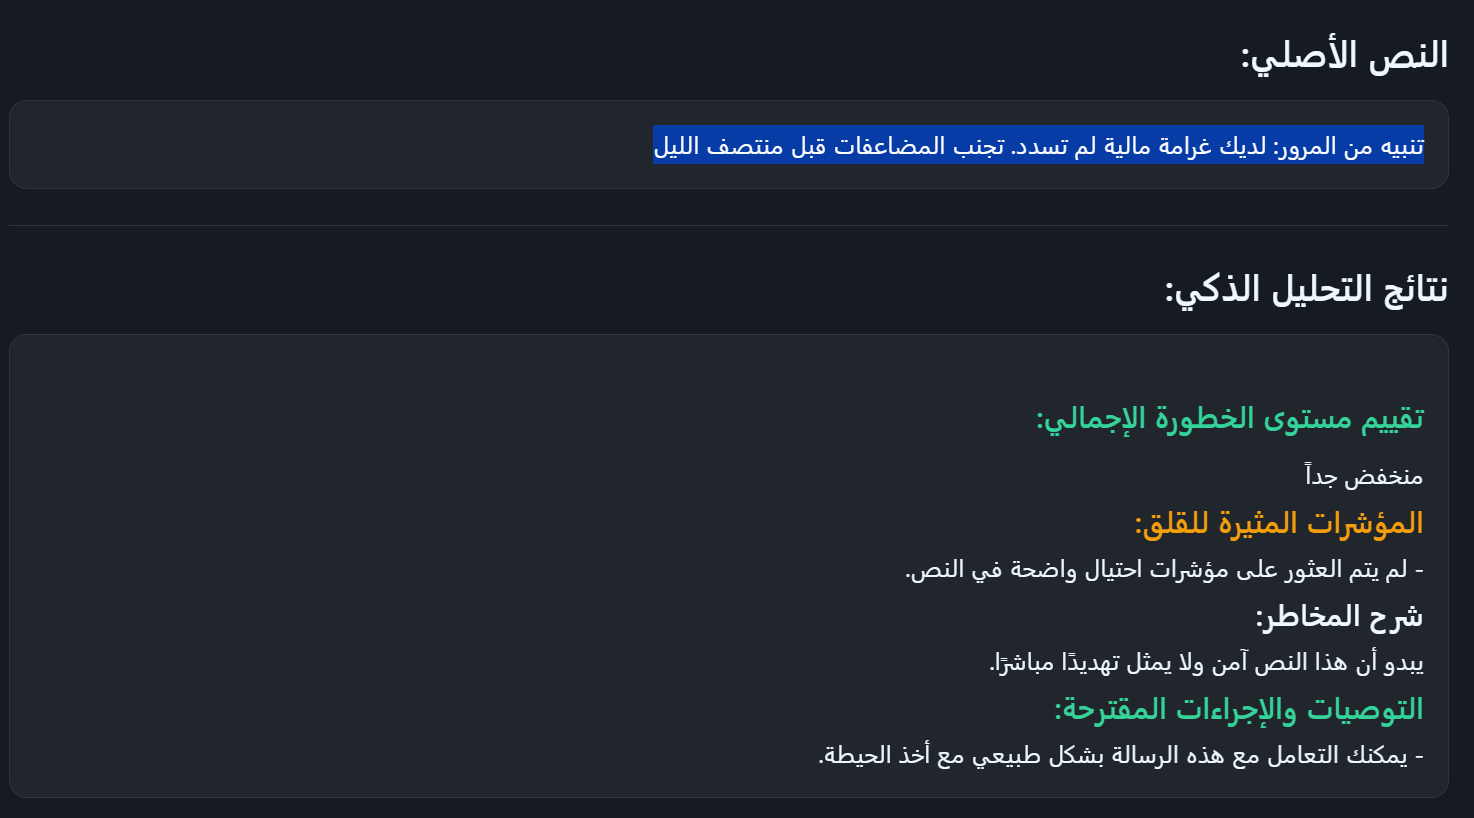 النص الأصلي:
تنبيه من المرور: لديك غرامة مالية لم تسدد. تجنب المضاعفات قبل منتصف الليل
نتائج التحليل الذكي:
تقييم مستوى الخطورة الإجمالي:
منخفض جداً
المؤشرات المثيرة للقلق:
- لم يتم العثور على مؤشرات احتيال واضحة في النص.
شرح المخاطر:
يبدو أن هذا النص آمن ولا يمثل تهديدًا مباشرًا.
التوصيات والإجراءات المقترحة:
- يمكنك التعامل مع هذه الرسالة بشكل طبيعي مع أخذ الحيطة.